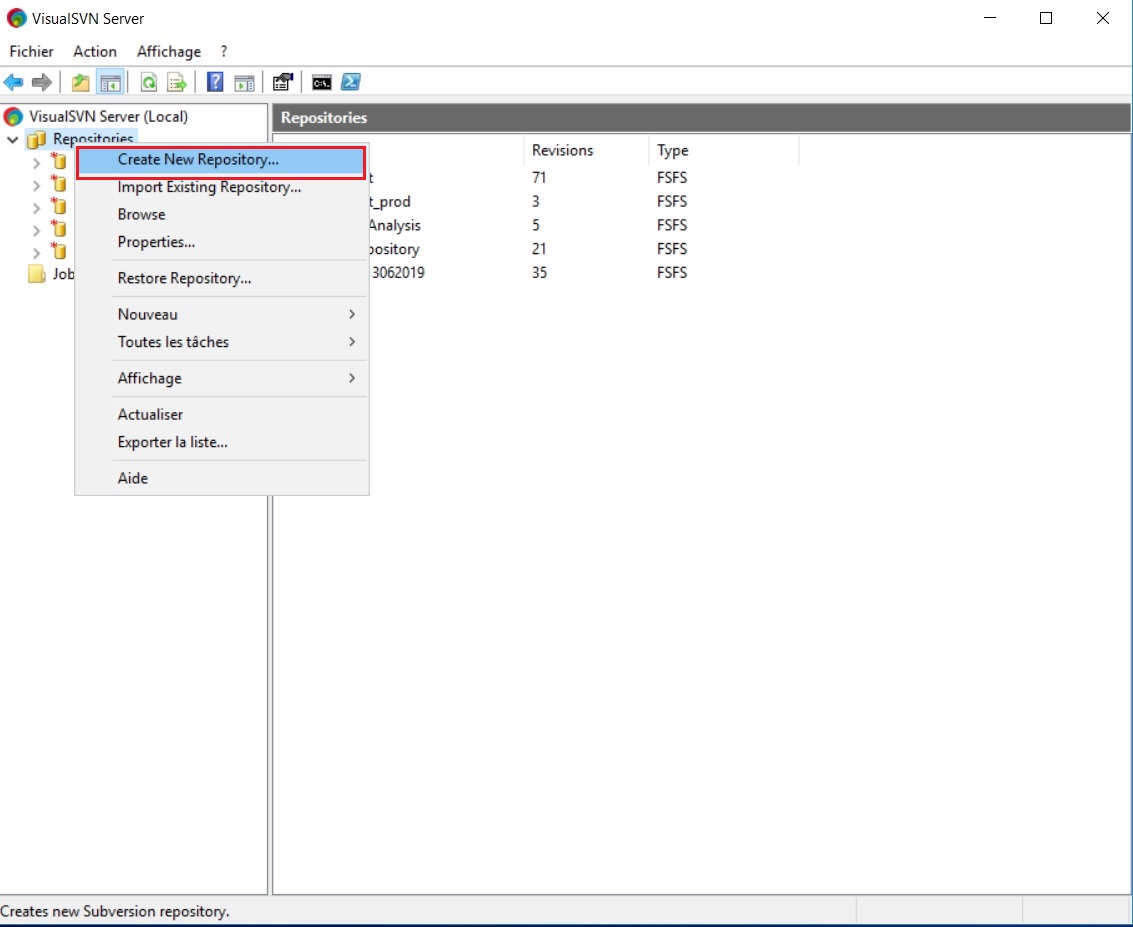 VisualSVN Server
Fichier Action Affichage ?
VisualSVN Server (Local)
Repositories
Repositories
Create New Repository...
Import Existing Repository...
Browse
Properties...
Restore Repository...
Nouveau
Toutes les tâches
Affichage
Actualiser
Exporter la liste...
Aide
Job
Revisions Type
t 71 FSFS
t_prod 3 FSFS
Analysis 5 FSFS
pository 21 FSFS
3062019 35 FSFS
Creates new Subversion repository.